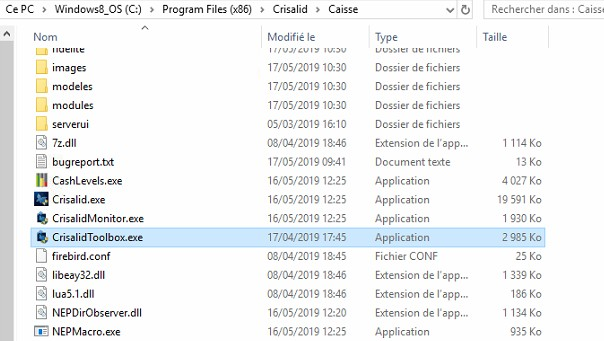 Ce PC > Windows8_OS (C:) > Program Files (x86) > Crisalid > Caisse
Rechercher dans : Caisse
Nom Modifié le Type Taille
fidelite 17/05/2019 10:30 Dossier de fichiers
images 17/05/2019 10:30 Dossier de fichiers
modeles 17/05/2019 10:30 Dossier de fichiers
modules 17/05/2019 10:30 Dossier de fichiers
serverui 05/03/2019 16:10 Dossier de fichiers
7z.dll 08/04/2019 18:46 Extension de l'app... 1 114 Ko
bugreport.txt 17/05/2019 09:41 Document texte 13 Ko
CashLevels.exe 16/05/2019 12:25 Application 4 027 Ko
Crisalid.exe 16/05/2019 12:25 Application 19 591 Ko
CrisalidMonitor.exe 16/05/2019 12:25 Application 1 930 Ko
CrisalidToolbox.exe 17/04/2019 17:45 Application 2 985 Ko
firebird.conf 08/04/2019 18:45 Fichier CONF 25 Ko
libeay32.dll 08/04/2019 18:46 Extension de l'app... 1 339 Ko
lua5.1.dll 08/04/2019 18:46 Extension de l'app... 186 Ko
NEPDirObserver.dll 16/05/2019 12:20 Extension de l'app... 1 134 Ko
NEPMacro.exe 16/05/2019 12:25 Application 935 Ko